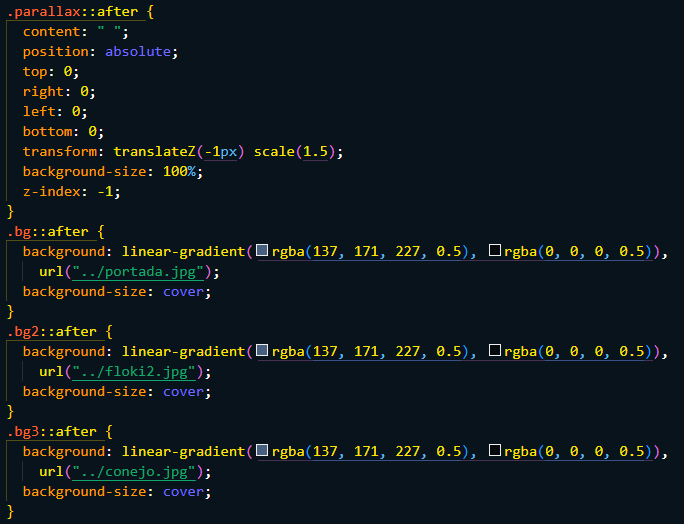 .parallax::after {
  content: " ";
  position: absolute;
  top: 0;
  right: 0;
  left: 0;
  bottom: 0;
  transform: translateZ(-1px) scale(1.5);
  background-size: 100%;
  z-index: -1;
}
.bg::after {
  background: linear-gradient(rgba(137, 171, 227, 0.5), rgba(0, 0, 0, 0.5)),
    url("../portada.jpg");
  background-size: cover;
}
.bg2::after {
  background: linear-gradient(rgba(137, 171, 227, 0.5), rgba(0, 0, 0, 0.5)),
    url("../floki2.jpg");
  background-size: cover;
}
.bg3::after {
  background: linear-gradient(rgba(137, 171, 227, 0.5), rgba(0, 0, 0, 0.5)),
    url("../conejo.jpg");
  background-size: cover;
}